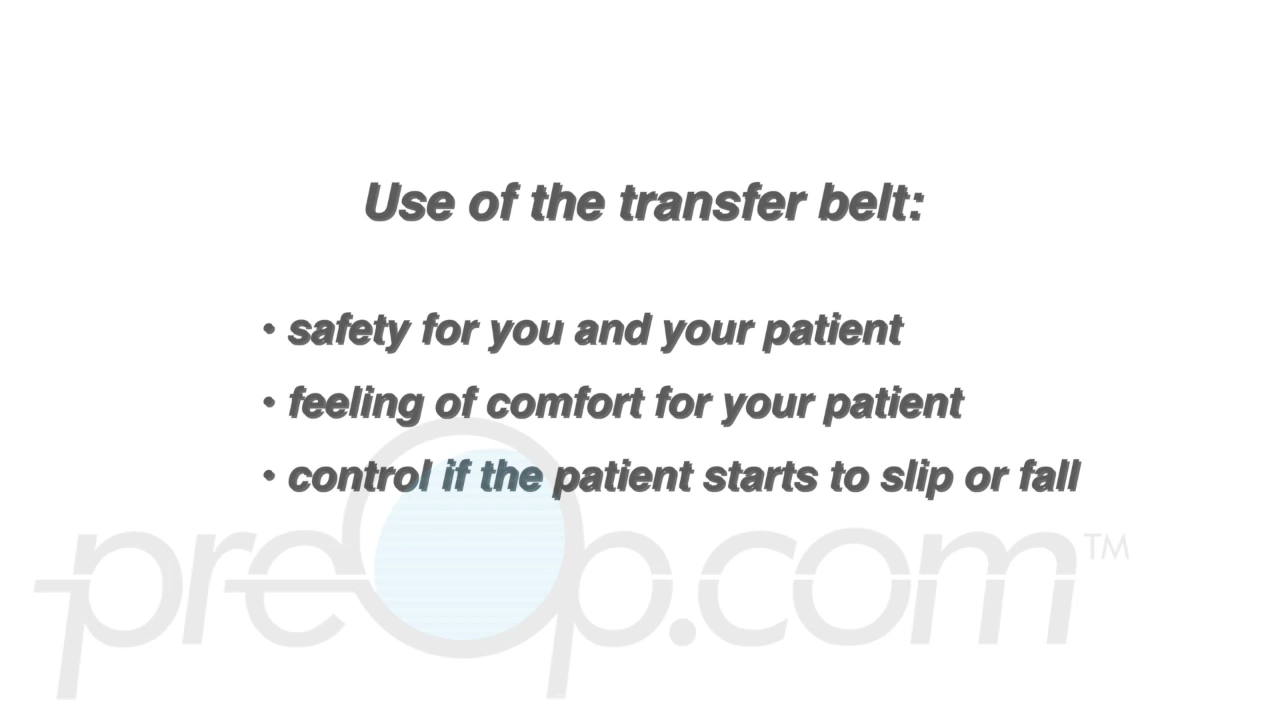 Use of the transfer belt:
• safety for you and your patient
• feeling of comfort for your patient
• control if the patient starts to slip or fall
preOp.com™